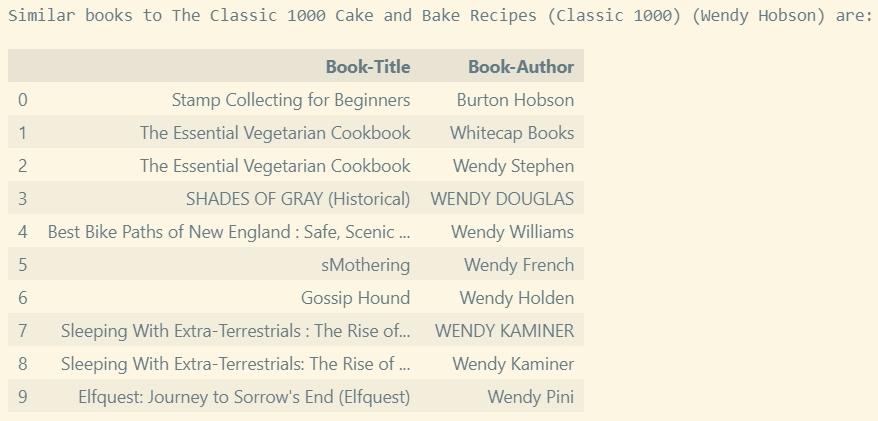 Similar books to The Classic 1000 Cake and Bake Recipes (Classic 1000) (Wendy Hobson) are:
Book-Title Book-Author
0 Stamp Collecting for Beginners Burton Hobson
1 The Essential Vegetarian Cookbook Whitecap Books
2 The Essential Vegetarian Cookbook Wendy Stephen
3 SHADES OF GRAY (Historical) WENDY DOUGLAS
4 Best Bike Paths of New England : Safe, Scenic ... Wendy Williams
5 sMothering Wendy French
6 Gossip Hound Wendy Holden
7 Sleeping With Extra-Terrestrials : The Rise of... WENDY KAMINER
8 Sleeping With Extra-Terrestrials: The Rise of ... Wendy Kaminer
9 Elfquest: Journey to Sorrow's End (Elfquest) Wendy Pini